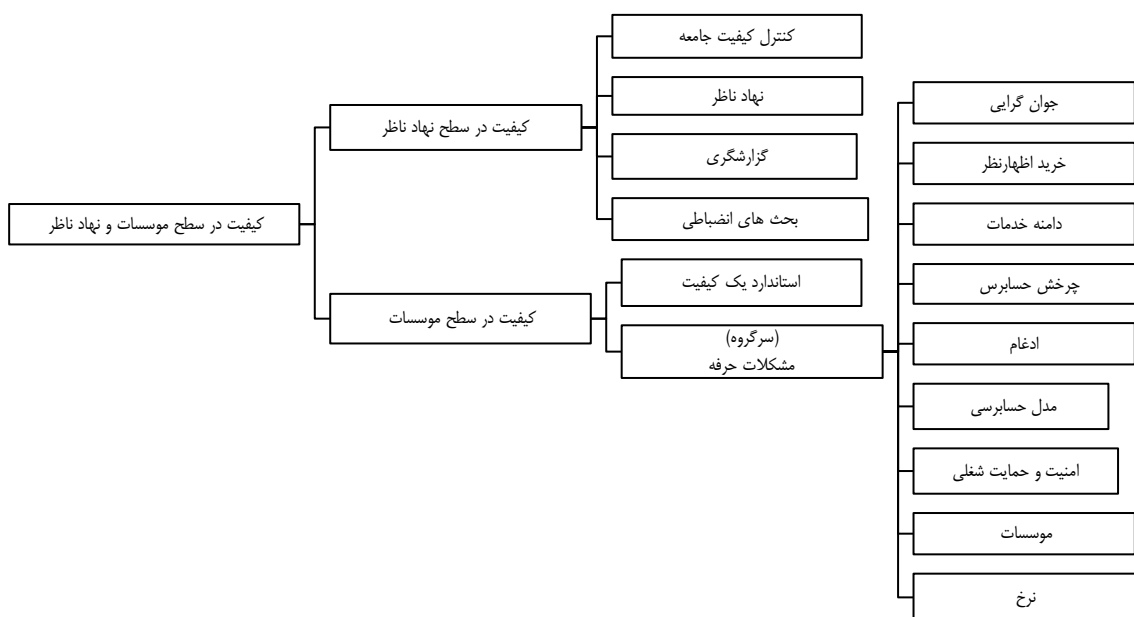 کیفیت در سطح موسسات و نهاد ناظر
کیفیت در سطح نهاد ناظر
کنترل کیفیت جامعه
نهاد ناظر
گزارشگری
بحث های انضباطی
کیفیت در سطح موسسات
استاندارد یک کیفیت
(سرگروه)
مشکلات حرفه
جوان گرایی
خرید اظهارنظر
دامنه خدمات
چرخش حسابرس
ادغام
مدل حسابرسی
امنیت و حمایت شغلی
موسسات
نرخ